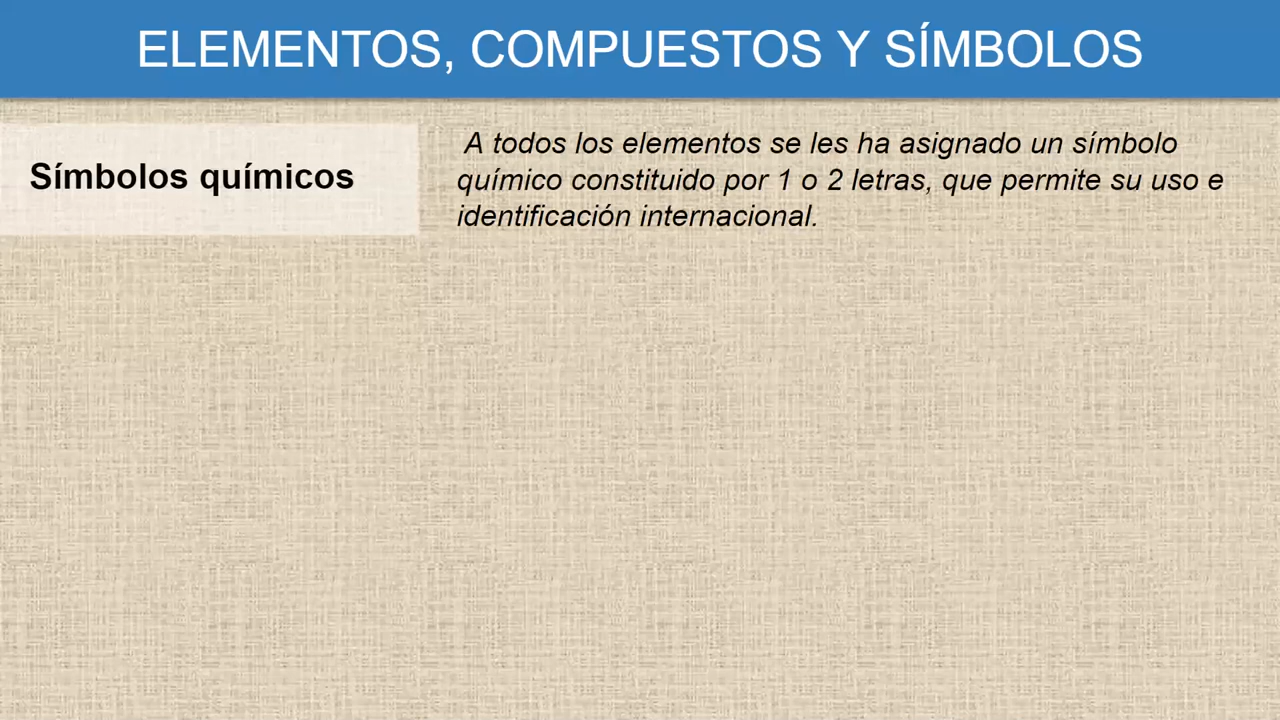 ELEMENTOS, COMPUESTOS Y SÍMBOLOS
Símbolos químicos
A todos los elementos se les ha asignado un símbolo
químico constituido por 1 o 2 letras, que permite su uso e
identificación internacional.